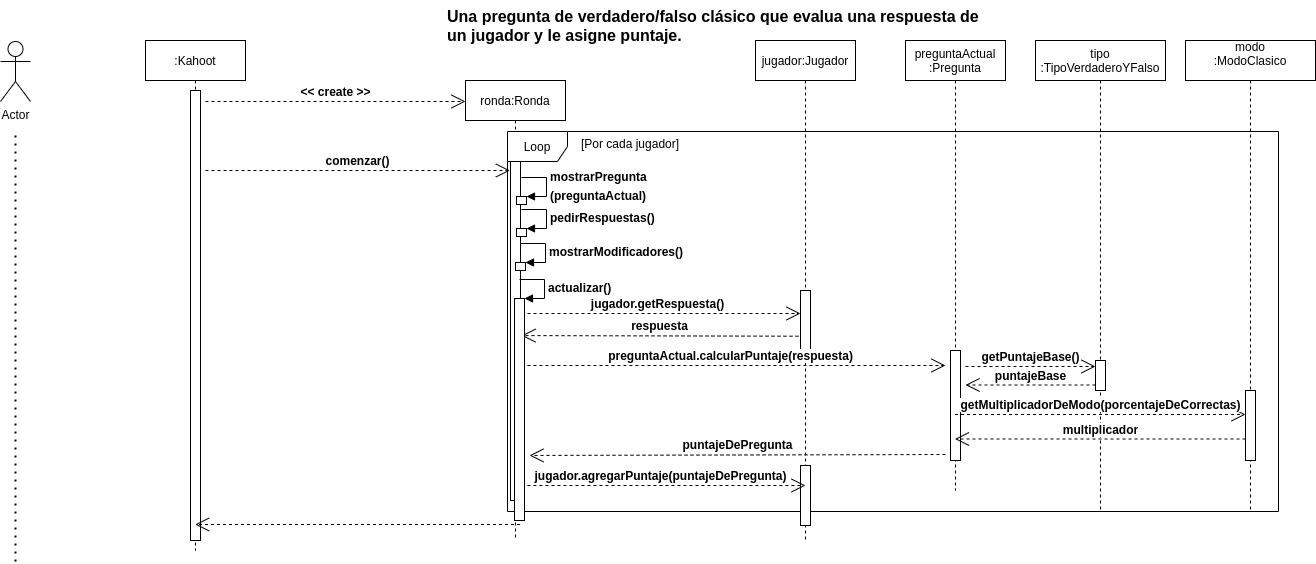 Una pregunta de verdadero/falso clásico que evalua una respuesta de
un jugador y le asigne puntaje.
Actor
:Kahoot
<< create >>
ronda:Ronda
jugador:Jugador
preguntaActual
:Pregunta
tipo
:TipoVerdaderoYFalso
modo
:ModoClasico
Loop
[Por cada jugador]
comenzar()
mostrarPregunta
(preguntaActual)
pedirRespuestas()
mostrarModificadores()
actualizar()
jugador.getRespuesta()
respuesta
preguntaActual.calcularPuntaje(respuesta)
getPuntajeBase()
puntajeBase
getMultiplicadorDeModo(porcentajeDeCorrectas)
multiplicador
puntajeDePregunta
jugador.agregarPuntaje(puntajeDePregunta)